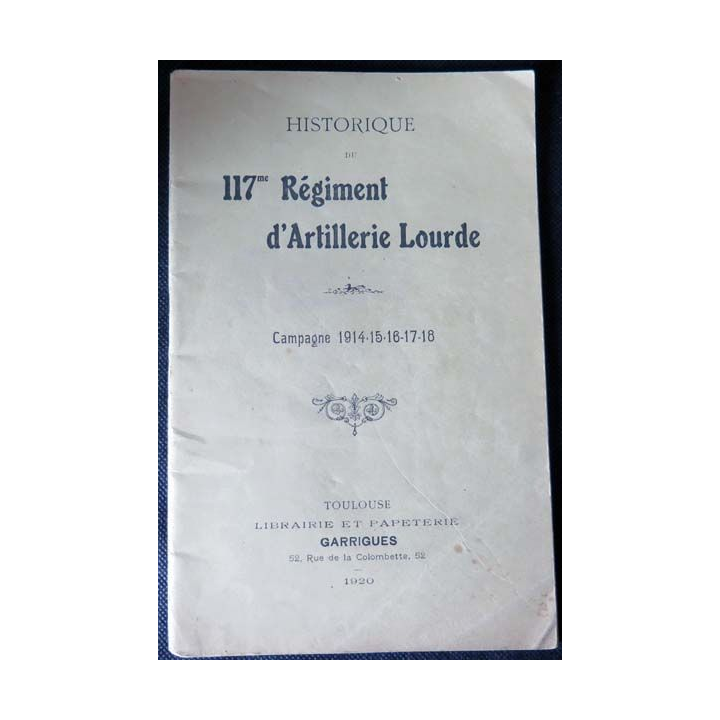 HISTORIQUE
DU
117me Régiment
d'Artillerie Lourde
Campagne 1914-15-16-17-18
TOULOUSE
LIBRAIRIE ET PAPETERIE
GARRIGUES
52, Rue de la Colombette, 52
1920